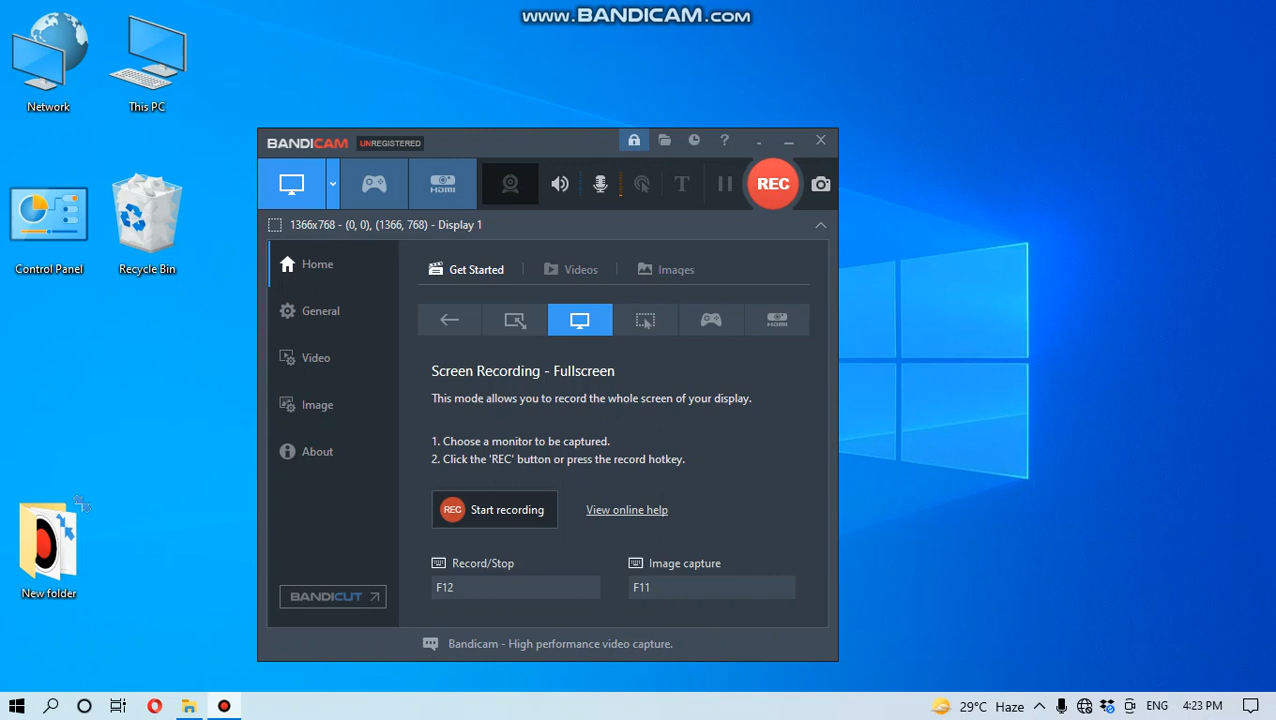 www.BANDICAM.com
Network
This PC
Control Panel
Recycle Bin
New folder
BANDICAM UNREGISTERED
?
HDMI
T
REC
1366x768 - (0, 0), (1366, 768) - Display 1
Home
General
Video
Image
About
BANDICUT
Get Started
Videos
Images
HDMI
Screen Recording - Fullscreen
This mode allows you to record the whole screen of your display.
1. Choose a monitor to be captured.
2. Click the 'REC' button or press the record hotkey.
REC Start recording
View online help
Record/Stop
Image capture
F12
F11
Bandicam - High performance video capture.
29°C Haze
ENG
4:23 PM